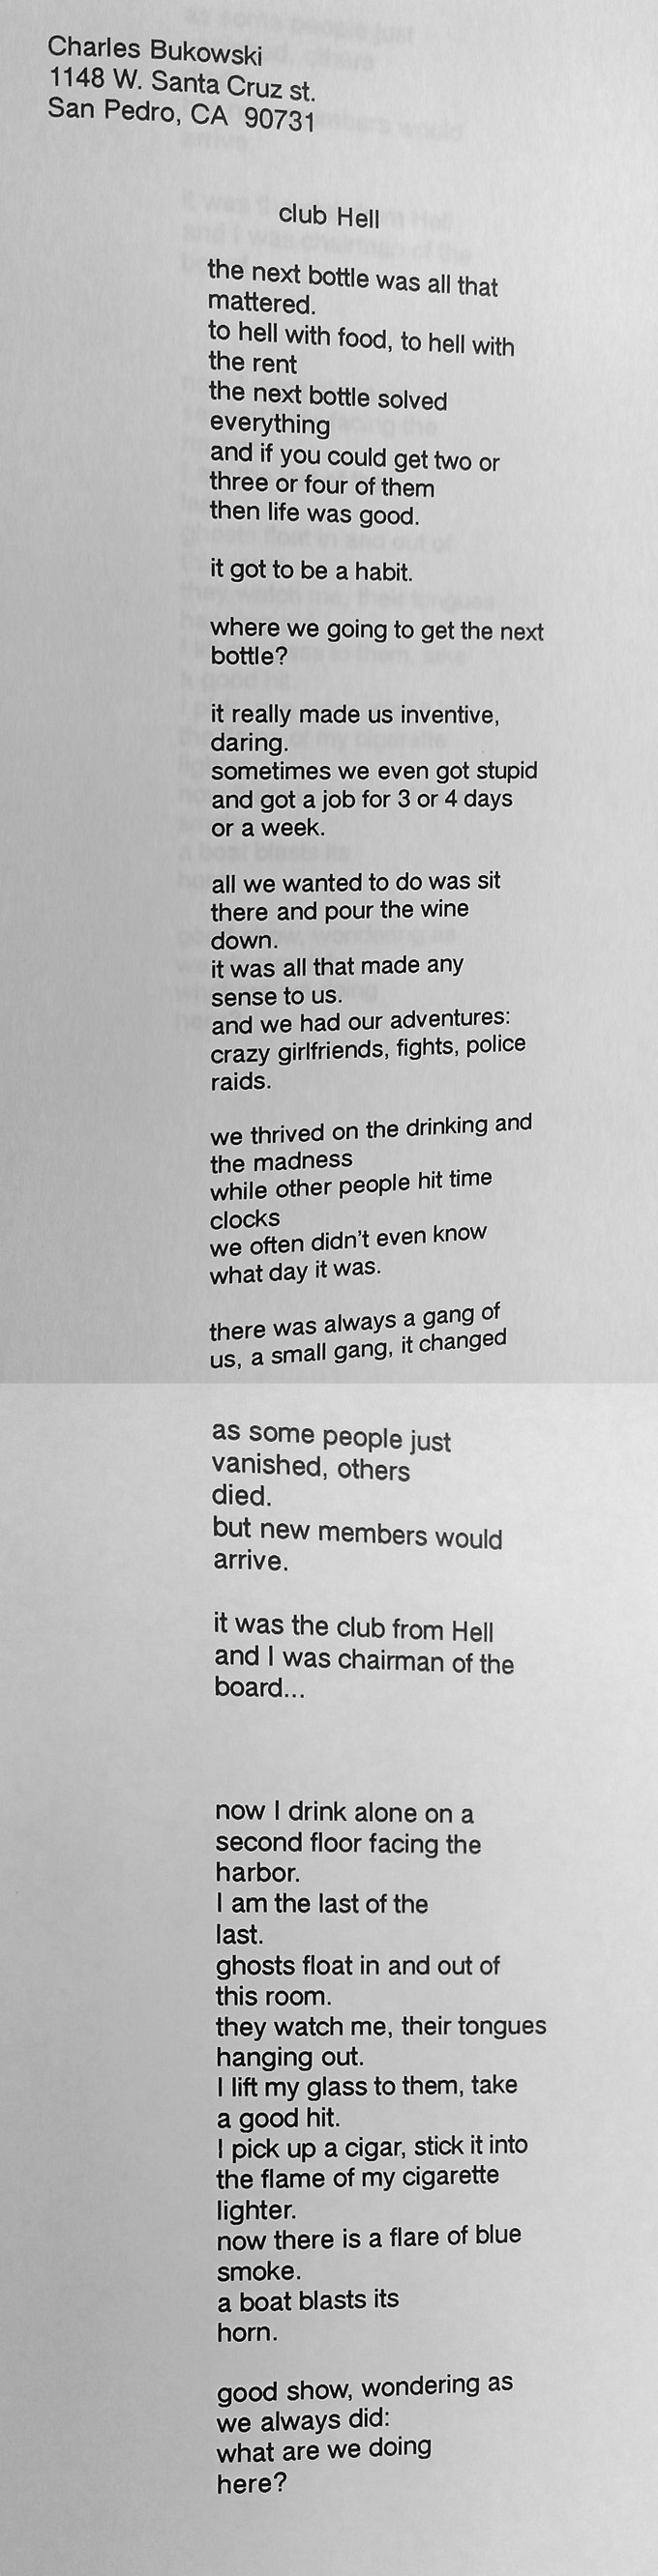 Charles Bukowski
1148 W. Santa Cruz st.
San Pedro, CA  90731
club Hell
the next bottle was all that
mattered.
to hell with food, to hell with
the rent
the next bottle solved
everything
and if you could get two or
three or four of them
then life was good.
it got to be a habit.
where we going to get the next
bottle?
it really made us inventive,
daring.
sometimes we even got stupid
and got a job for 3 or 4 days
or a week.
all we wanted to do was sit
there and pour the wine
down.
it was all that made any
sense to us.
and we had our adventures:
crazy girlfriends, fights, police
raids.
we thrived on the drinking and
the madness
while other people hit time
clocks
we often didn't even know
what day it was.
there was always a gang of
us, a small gang, it changed
as some people just
vanished, others
died.
but new members would
arrive.
it was the club from Hell
and I was chairman of the
board...
now I drink alone on a
second floor facing the
harbor.
I am the last of the
last.
ghosts float in and out of
this room.
they watch me, their tongues
hanging out.
I lift my glass to them, take
a good hit.
I pick up a cigar, stick it into
the flame of my cigarette
lighter.
now there is a flare of blue
smoke.
a boat blasts its
horn.
good show, wondering as
we always did:
what are we doing
here?